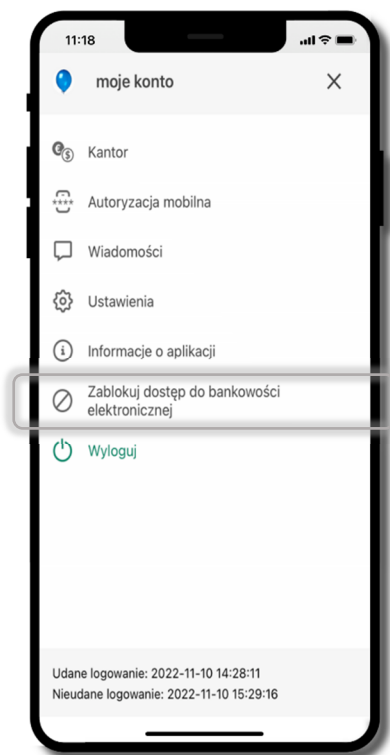 11:18
moje konto
Kantor
Autoryzacja mobilna
Wiadomości
Ustawienia
Informacje o aplikacji
Zablokuj dostęp do bankowości
elektronicznej
Wyloguj
Udane logowanie: 2022-11-10 14:28:11
Nieudane logowanie: 2022-11-10 15:29:16